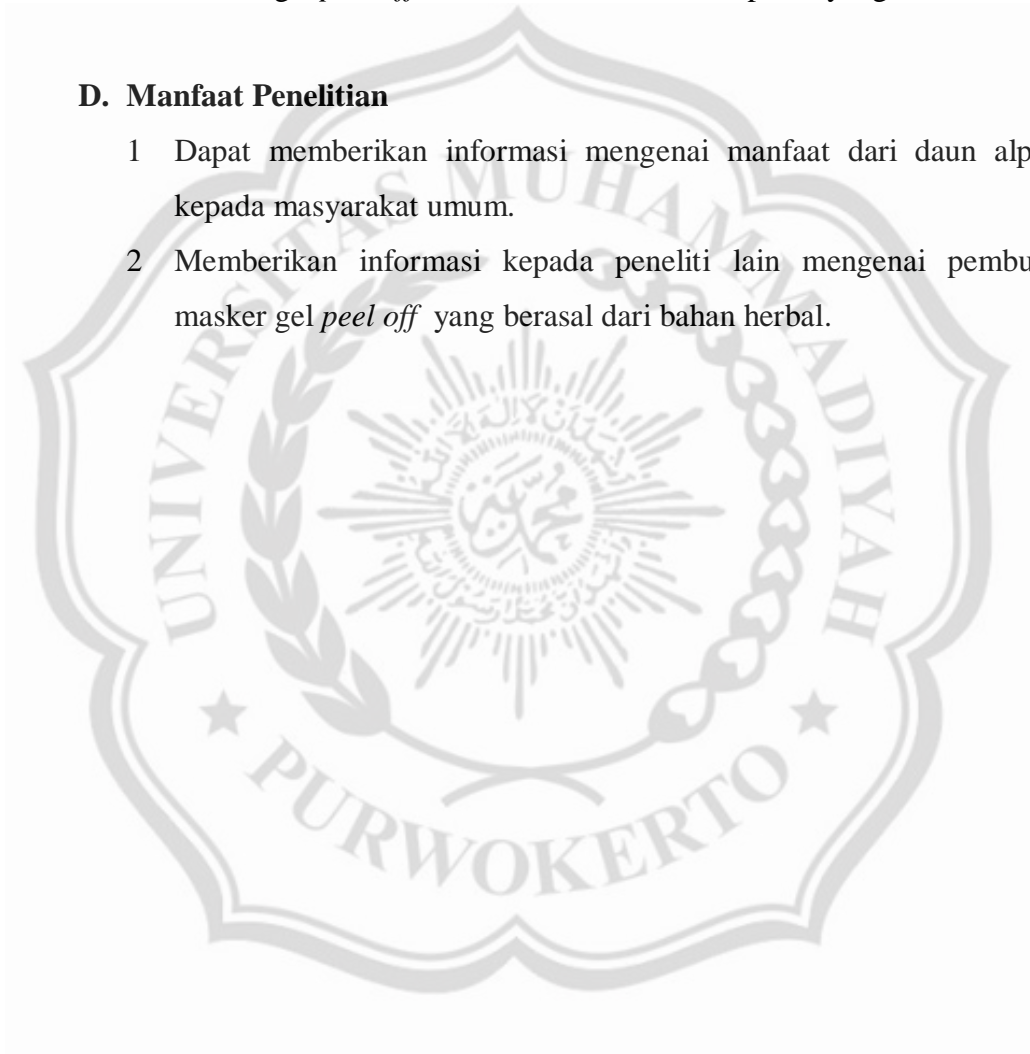 D. Manfaat Penelitian
1 Dapat memberikan informasi mengenai manfaat dari daun alp
kepada masyarakat umum.
2 Memberikan informasi kepada peneliti lain mengenai pembu
masker gel peel off yang berasal dari bahan herbal.
UNIVERSITAS MUHAMMADIYAH
PURWOKERTO